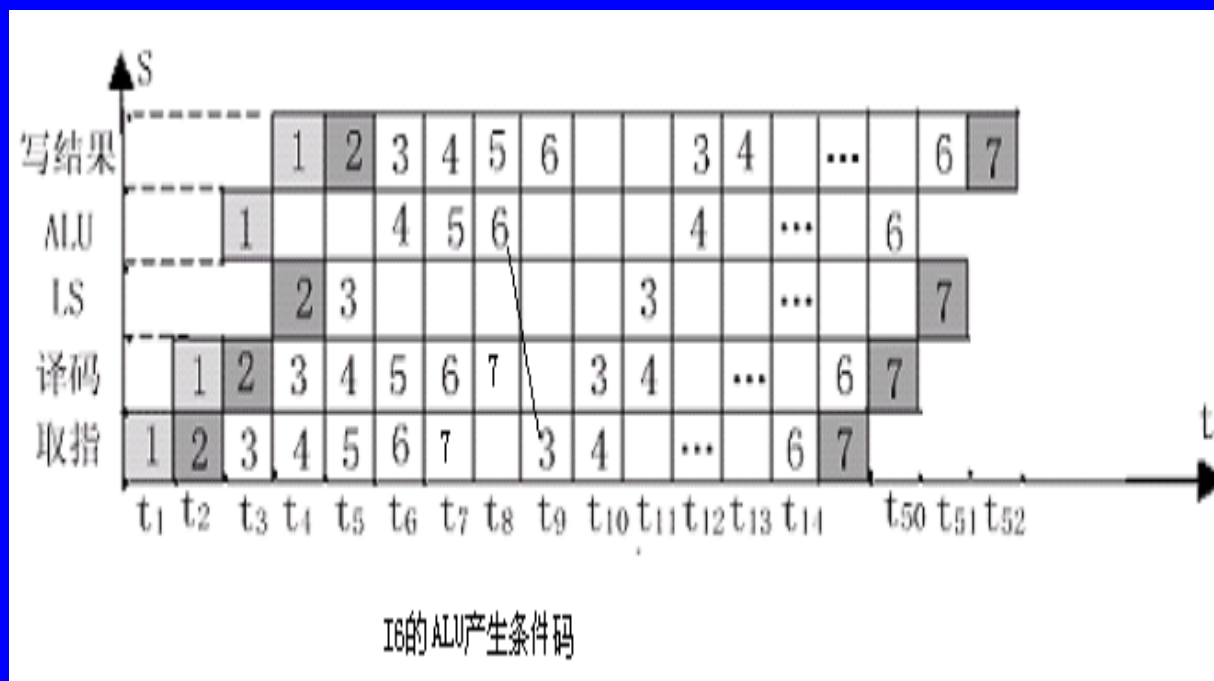 S
写结果 1 2 3 4 5 6 3 4 ... 6 7
ALU 1 4 5 6 4 ... 6
LS 2 3 3 ... 7
译码 1 2 3 4 5 6 7 3 4 ... 6 7
取指 1 2 3 4 5 6 7 3 4 ... 6 7
t
t1 t2 t3 t4 t5 t6 t7 t8 t9 t10 t11 t12 t13 t14 t50 t51 t52
I6的ALU产生条件码